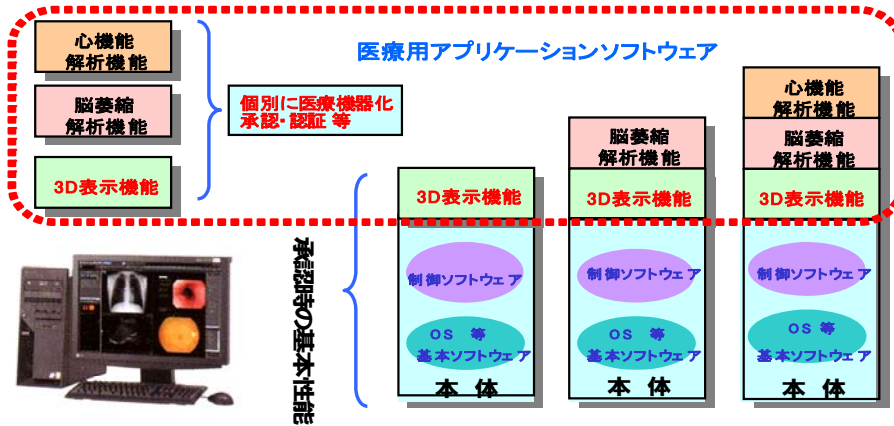 医療用アプリケーションソフトウェア
心機能
解析機能
脳萎縮
解析機能
3D表示機能
個別に医療機器化
承認・認証 等
承認時の基本性能
3D表示機能
制御ソフトウェア
OS 等
基本ソフトウェア
本 体
脳萎縮
解析機能
3D表示機能
制御ソフトウェア
OS 等
基本ソフトウェア
本 体
心機能
解析機能
脳萎縮
解析機能
3D表示機能
制御ソフトウェア
OS 等
基本ソフトウェア
本 体